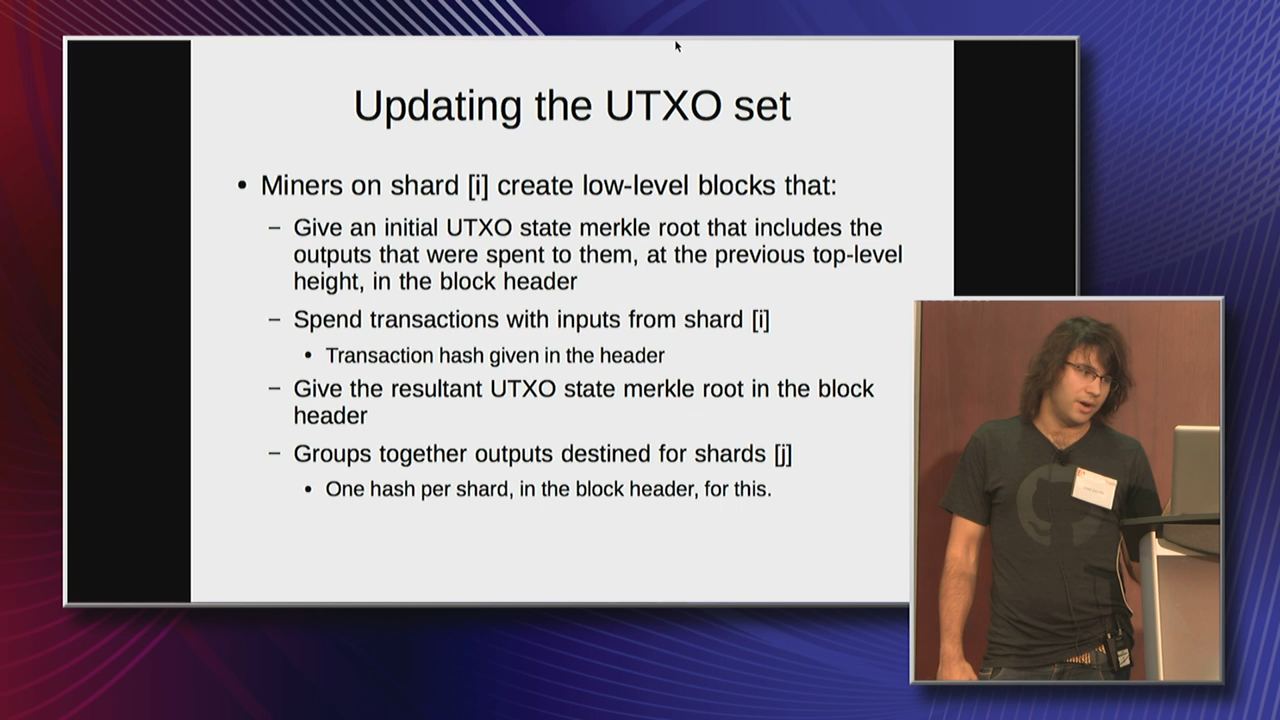 Updating the UTXO set
• Miners on shard [i] create low-level blocks that:
– Give an initial UTXO state merkle root that includes the
outputs that were spent to them, at the previous top-level
height, in the block header
– Spend transactions with inputs from shard [i]
• Transaction hash given in the header
– Give the resultant UTXO state merkle root in the block
header
– Groups together outputs destined for shards [j]
• One hash per shard, in the block header, for this.